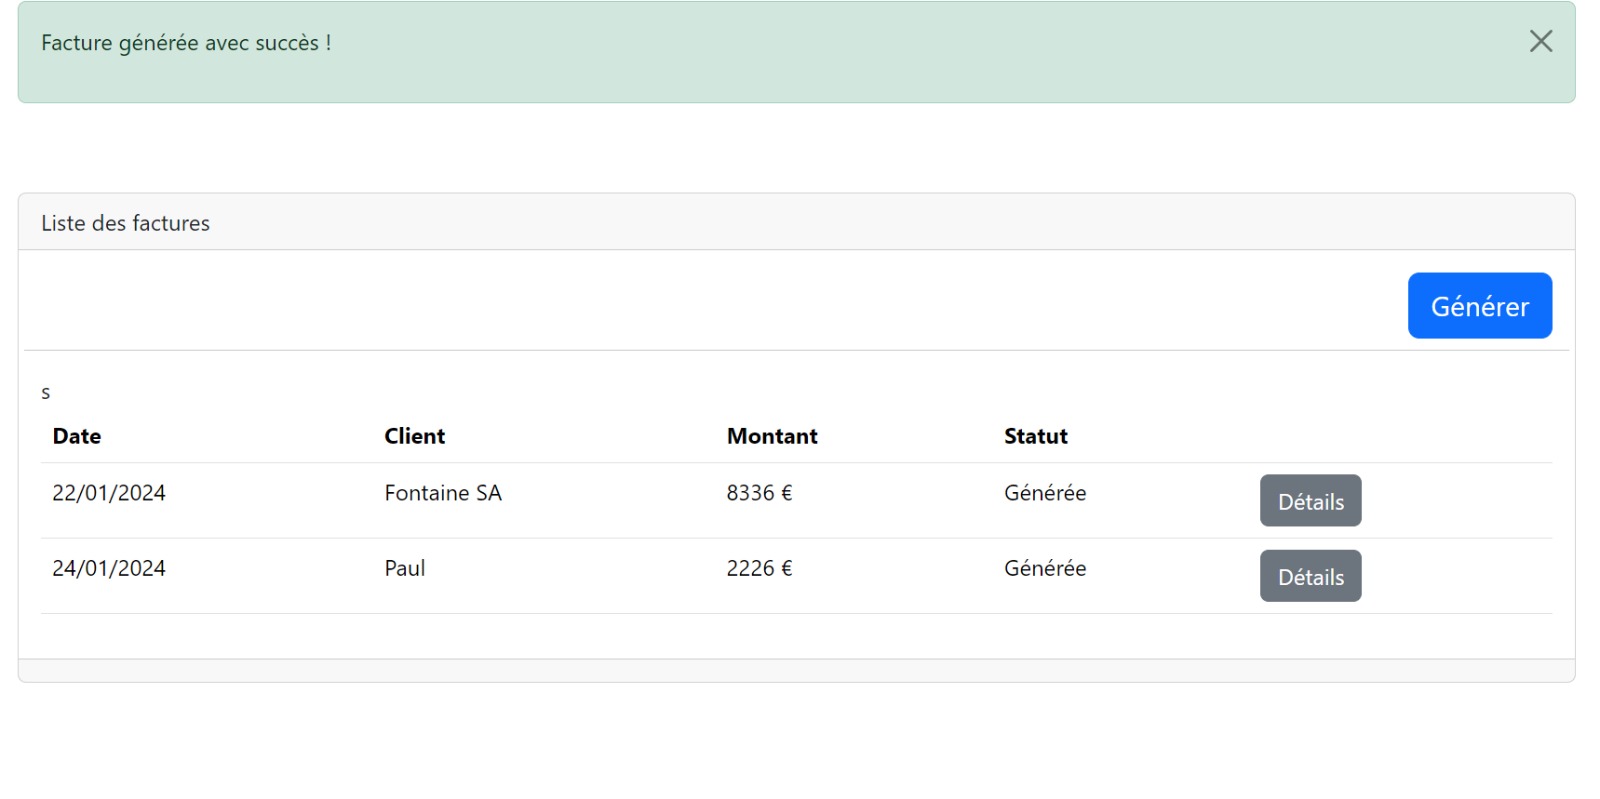 Facture générée avec succès !
Liste des factures
Générer
s
Date Client Montant Statut
22/01/2024 Fontaine SA 8336 € Générée Détails
24/01/2024 Paul 2226 € Générée Détails